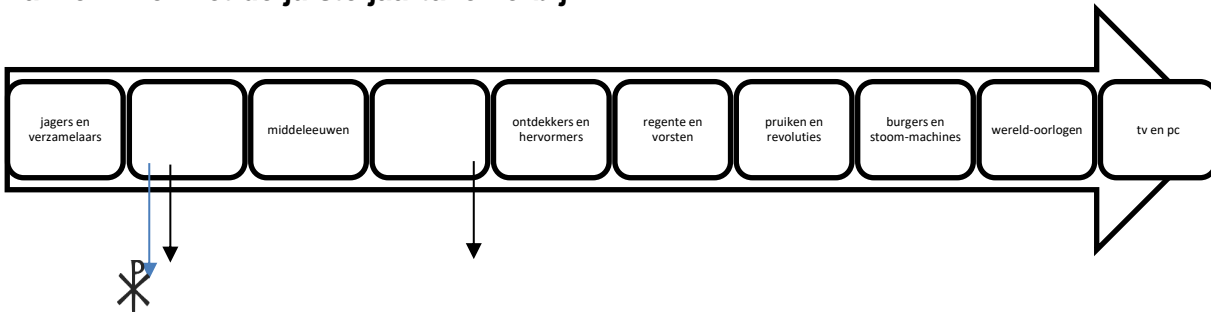 jagers en
verzamelaars
middeleeuwen
ontdekkers en
hervormers
regente en
vorsten
pruiken en
revoluties
burgers en
stoom-machines
wereld-oorlogen
tv en pc